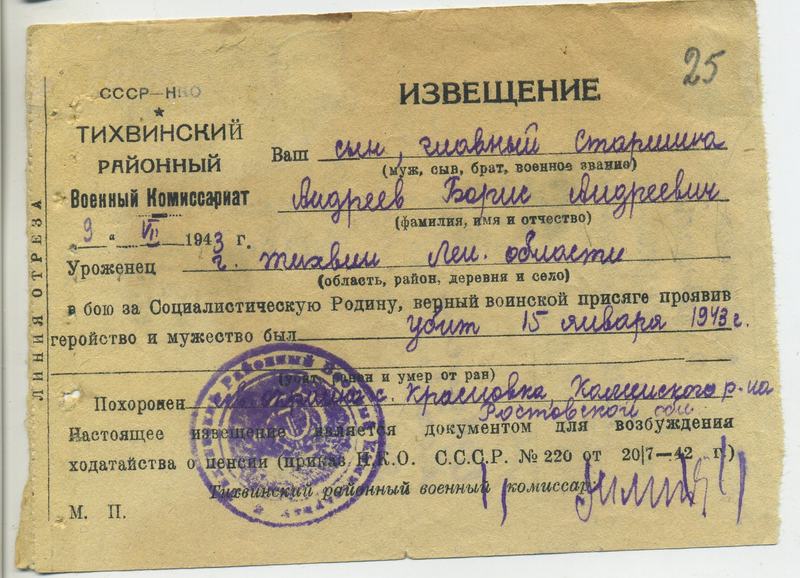 25
СССР—НКО
ТИХВИНСКИЙ
РАЙОННЫЙ
Военный Комиссариат
9 „ VII 1943 г.
ЛИНИЯ ОТРЕЗА
ИЗВЕЩЕНИЕ
Ваш сын, главный старшина
(муж, сын, брат, военное звание)
Андреев Борис Андреевич
(фамилия, имя и отчество)
Уроженец г. Тихвин Лен. области
(область, район, деревня и село)
в бою за Социалистическую Родину, верный воинской присяге проявив
геройство и мужество был убит 15 января 1943 г.
(убит, ранен и умер от ран)
Похоронен с. Красновка, Каменского р-на
Ростовской обл
Настоящее извещение является документом для возбуждения
ходатайства о пенсии (приказ Н.К.О. С.С.С.Р. № 220 от 20/7—42 г.)
Тихвинский районный военный комиссар
М. П.